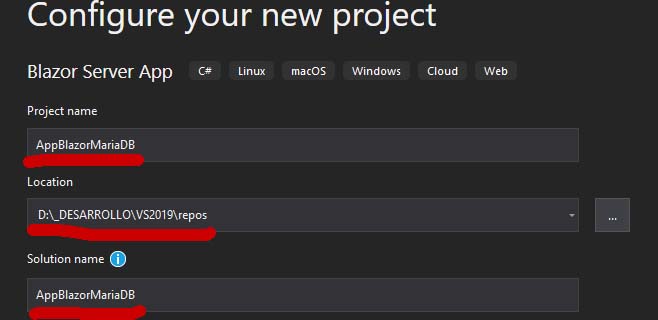 Configure your new project
Blazor Server App C# Linux macOS Windows Cloud Web
Project name
AppBlazorMariaDB
Location
D:\_DESARROLLO\VS2019\repos ...
Solution name i
AppBlazorMariaDB